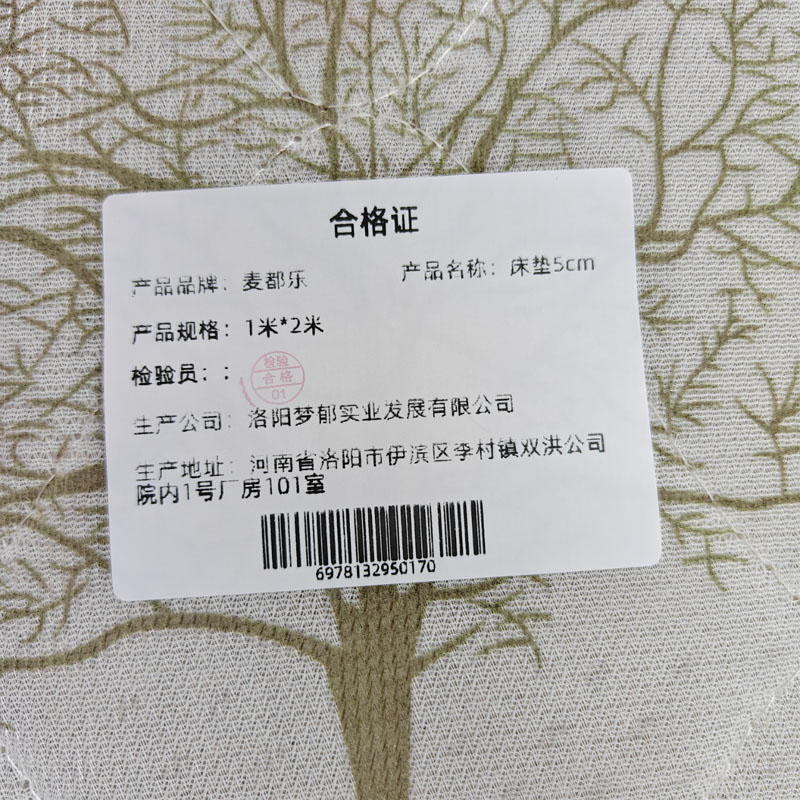 合格证
产品品牌：麦都乐 产品名称：床垫5cm
产品规格：1米*2米
检验员：：
检验
合格
01
生产公司：洛阳梦郁实业发展有限公司
生产地址：河南省洛阳市伊滨区李村镇双洪公司
院内1号厂房101室
6978132950170